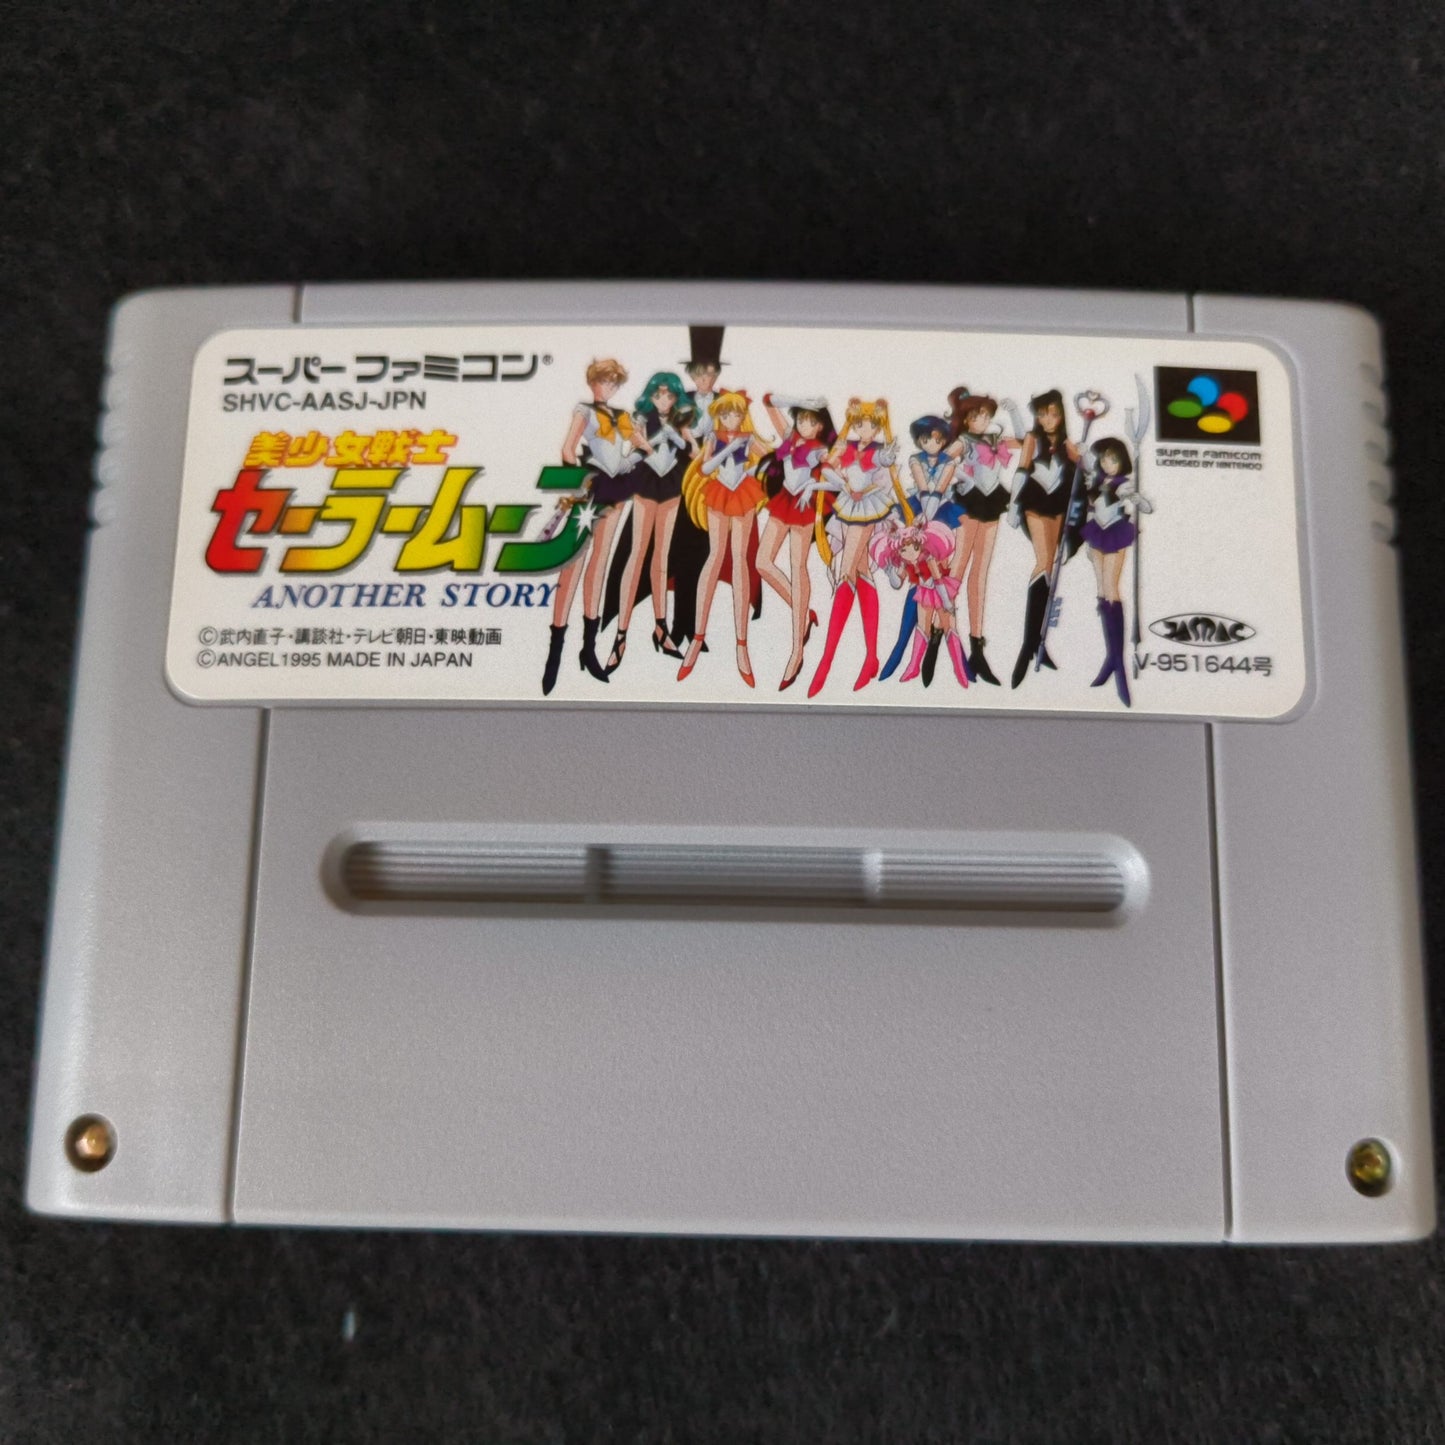 スーパーファミコン®
SHVC-AASJ-JPN
美少女戦士
セーラームーン
ANOTHER STORY
©武内直子・講談社・テレビ朝日・東映動画
©ANGEL1995 MADE IN JAPAN
SUPER FAMICOM
LICENSED BY NINTENDO
JASRAC
V-951644号